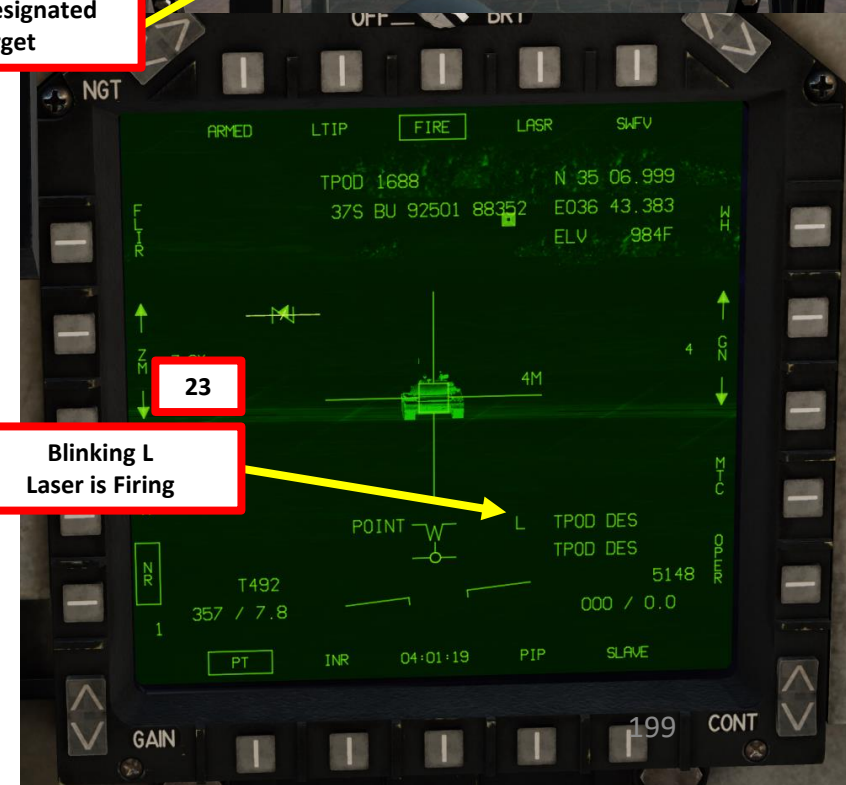 esignated
rget
OFF BRT
NGT
ARMED LTIP FIRE LASR SWFV
TPOD 1688 N 35 06.999
37S BU 92501 88352 E036 43.383
ELV 984F
FLIR
WH
ZM
4
GN
23
4M
Blinking L
Laser is Firing
MTC
POINT W L TPOD DES
TPOD DES
OPER
NR
T492 5148
357 / 7.8 000 / 0.0
1
PT INR 04:01:19 PIP SLAVE
199
GAIN CONT